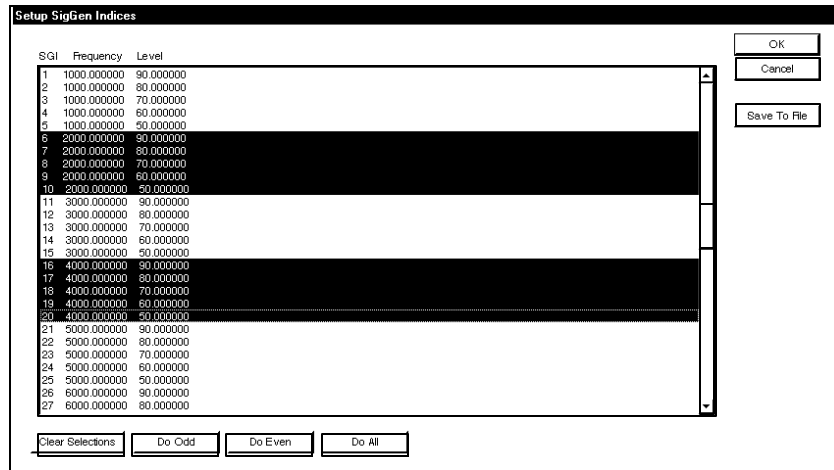 Setup SigGen Indices
OK
Cancel
Save To File
SGI Frequency Level
1 1000.000000 90.000000
2 1000.000000 80.000000
3 1000.000000 70.000000
4 1000.000000 60.000000
5 1000.000000 50.000000
6 2000.000000 90.000000
7 2000.000000 80.000000
8 2000.000000 70.000000
9 2000.000000 60.000000
10 2000.000000 50.000000
11 3000.000000 90.000000
12 3000.000000 80.000000
13 3000.000000 70.000000
14 3000.000000 60.000000
15 3000.000000 50.000000
16 4000.000000 90.000000
17 4000.000000 80.000000
18 4000.000000 70.000000
19 4000.000000 60.000000
20 4000.000000 50.000000
21 5000.000000 90.000000
22 5000.000000 80.000000
23 5000.000000 70.000000
24 5000.000000 60.000000
25 5000.000000 50.000000
26 6000.000000 90.000000
27 6000.000000 80.000000
Clear Selections Do Odd Do Even Do All